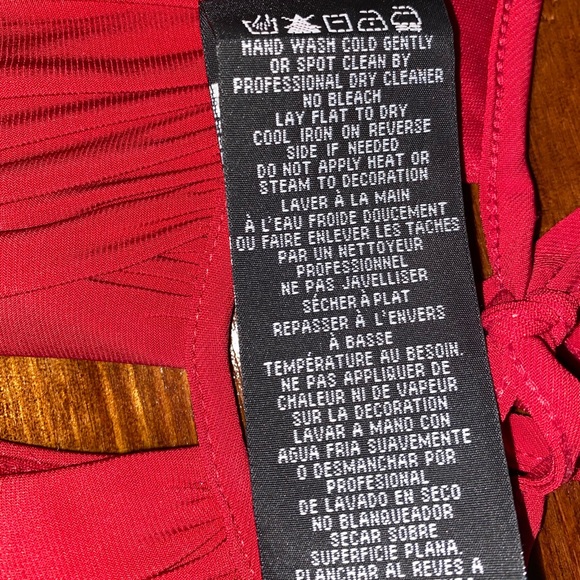 HAND WASH COLD GENTLY
OR SPOT CLEAN BY
PROFESSIONAL DRY CLEANER
NO BLEACH
LAY FLAT TO DRY
COOL IRON ON REVERSE
SIDE IF NEEDED
DO NOT APPLY HEAT OR
STEAM TO DECORATION
LAVER À LA MAIN
À L'EAU FROIDE DOUCEMENT
OU FAIRE ENLEVER LES TACHES
PAR UN NETTOYEUR
PROFESSIONNEL
NE PAS JAVELLISER
SÉCHER À PLAT
REPASSER À L'ENVERS
À BASSE
TEMPÉRATURE AU BESOIN.
NE PAS APPLIQUER DE
CHALEUR NI DE VAPEUR
SUR LA DECORATION
LAVAR A MANO CON
AGUA FRIA SUAVEMENTE
O DESMANCHAR POR
PROFESIONAL
DE LAVADO EN SECO
NO BLANQUEADOR
SECAR SOBRE
SUPERFICIE PLANA.
PLANCHAR AL REVES A